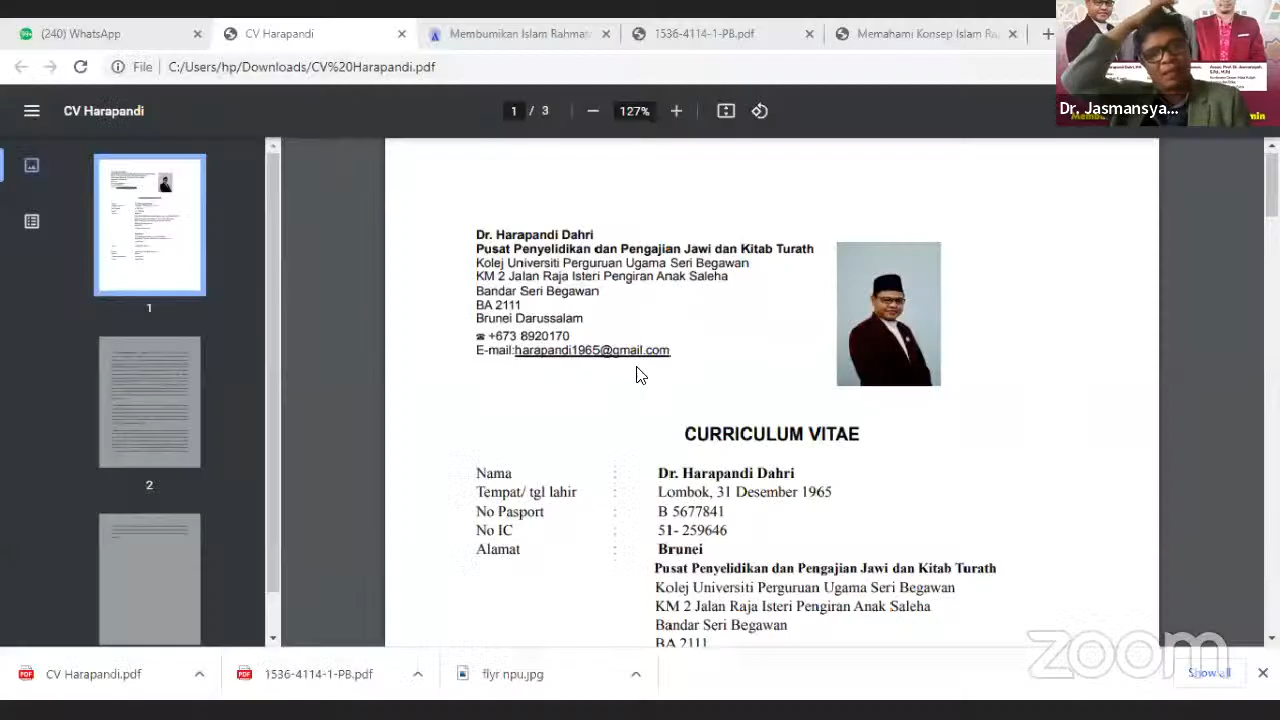 (240) WhatsApp
CV Harapandi
Membumikan Islam Rahmat
1536-4114-1-PB.pdf
Memahami Konsep Islam Ra
File
C:/Users/hp/Downloads/CV%20Harapandi.pdf
CV Harapandi
1 / 3
127%
Dr. Jasmansya...
1
2
Dr. Harapandi Dahri
Pusat Penyelidikan dan Pengajian Jawi dan Kitab Turath
Kolej Universiti Perguruan Ugama Seri Begawan
KM 2 Jalan Raja Isteri Pengiran Anak Saleha
Bandar Seri Begawan
BA 2111
Brunei Darussalam
☎ +673 8920170
E-mail:harapandi1965@gmail.com
CURRICULUM VITAE
Nama : Dr. Harapandi Dahri
Tempat/ tgl lahir : Lombok, 31 Desember 1965
No Pasport : B 5677841
No IC : 51- 259646
Alamat : Brunei
Pusat Penyelidikan dan Pengajian Jawi dan Kitab Turath
Kolej Universiti Perguruan Ugama Seri Begawan
KM 2 Jalan Raja Isteri Pengiran Anak Saleha
Bandar Seri Begawan
BA 2111
zoom
CV Harapandi.pdf
1536-4114-1-PB.pdf
flyr npu.jpg
Show all